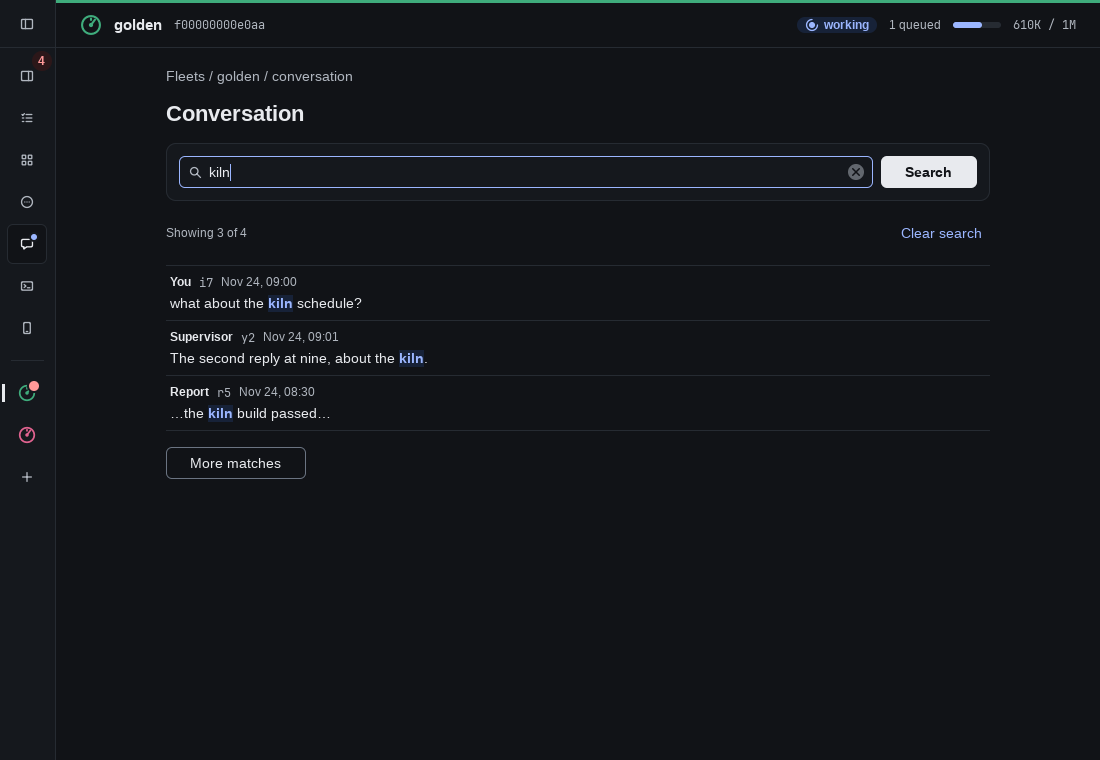 golden f00000000e0aa working 1 queued 610K / 1M
4
Fleets / golden / conversation
Conversation
kiln Search
Showing 3 of 4 Clear search
You i7 Nov 24, 09:00
what about the kiln schedule?
Supervisor y2 Nov 24, 09:01
The second reply at nine, about the kiln.
Report r5 Nov 24, 08:30
…the kiln build passed…
More matches